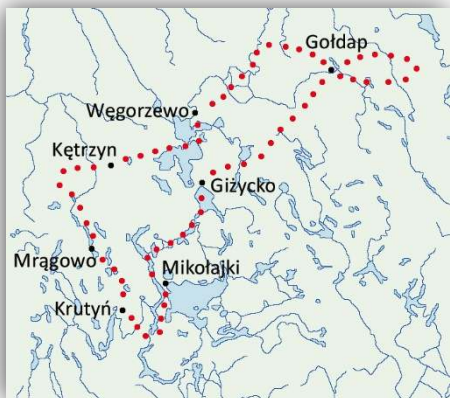 Gołdap
Węgorzewo
Kętrzyn
Giżycko
Mrągowo
Mikołajki
Krutyń